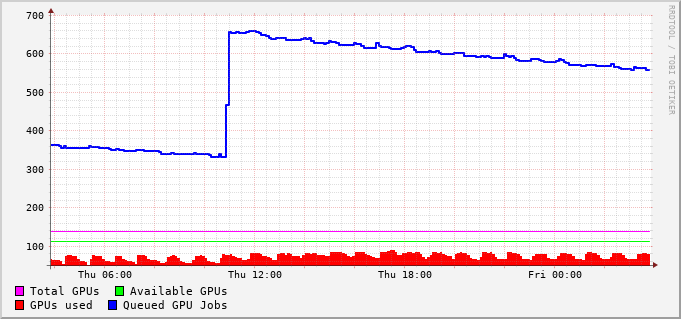 700
600
500
400
300
200
100
Thu 06:00 Thu 12:00 Thu 18:00 Fri 00:00
Total GPUs Available GPUs
GPUs used Queued GPU Jobs
RRDTOOL / TOBI OETIKER